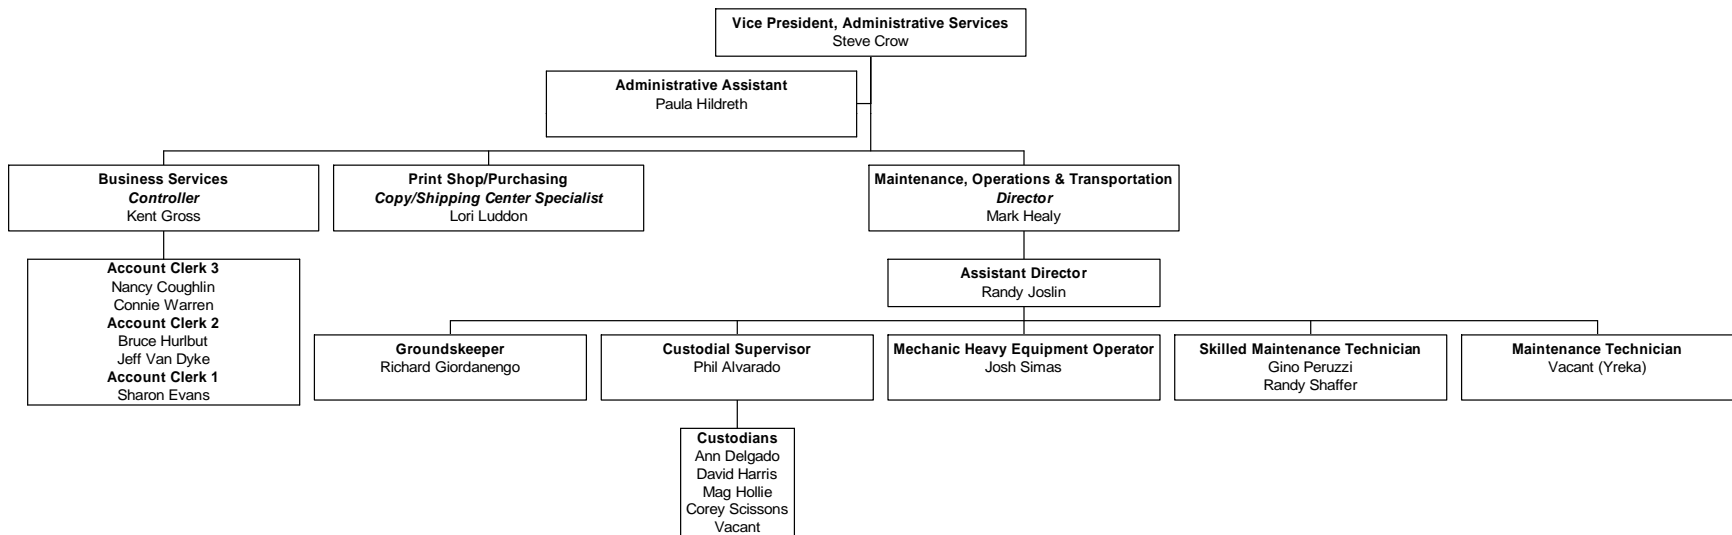 Vice President, Administrative Services
Steve Crow
Administrative Assistant
Paula Hildreth
Business Services
Controller
Kent Gross
Print Shop/Purchasing
Copy/Shipping Center Specialist
Lori Luddon
Maintenance, Operations & Transportation
Director
Mark Healy
Account Clerk 3
Nancy Coughlin
Connie Warren
Account Clerk 2
Bruce Hurlbut
Jeff Van Dyke
Account Clerk 1
Sharon Evans
Assistant Director
Randy Joslin
Groundskeeper
Richard Giordanengo
Custodial Supervisor
Phil Alvarado
Mechanic Heavy Equipment Operator
Josh Simas
Skilled Maintenance Technician
Gino Peruzzi
Randy Shaffer
Maintenance Technician
Vacant (Yreka)
Custodians
Ann Delgado
David Harris
Mag Hollie
Corey Scissons
Vacant